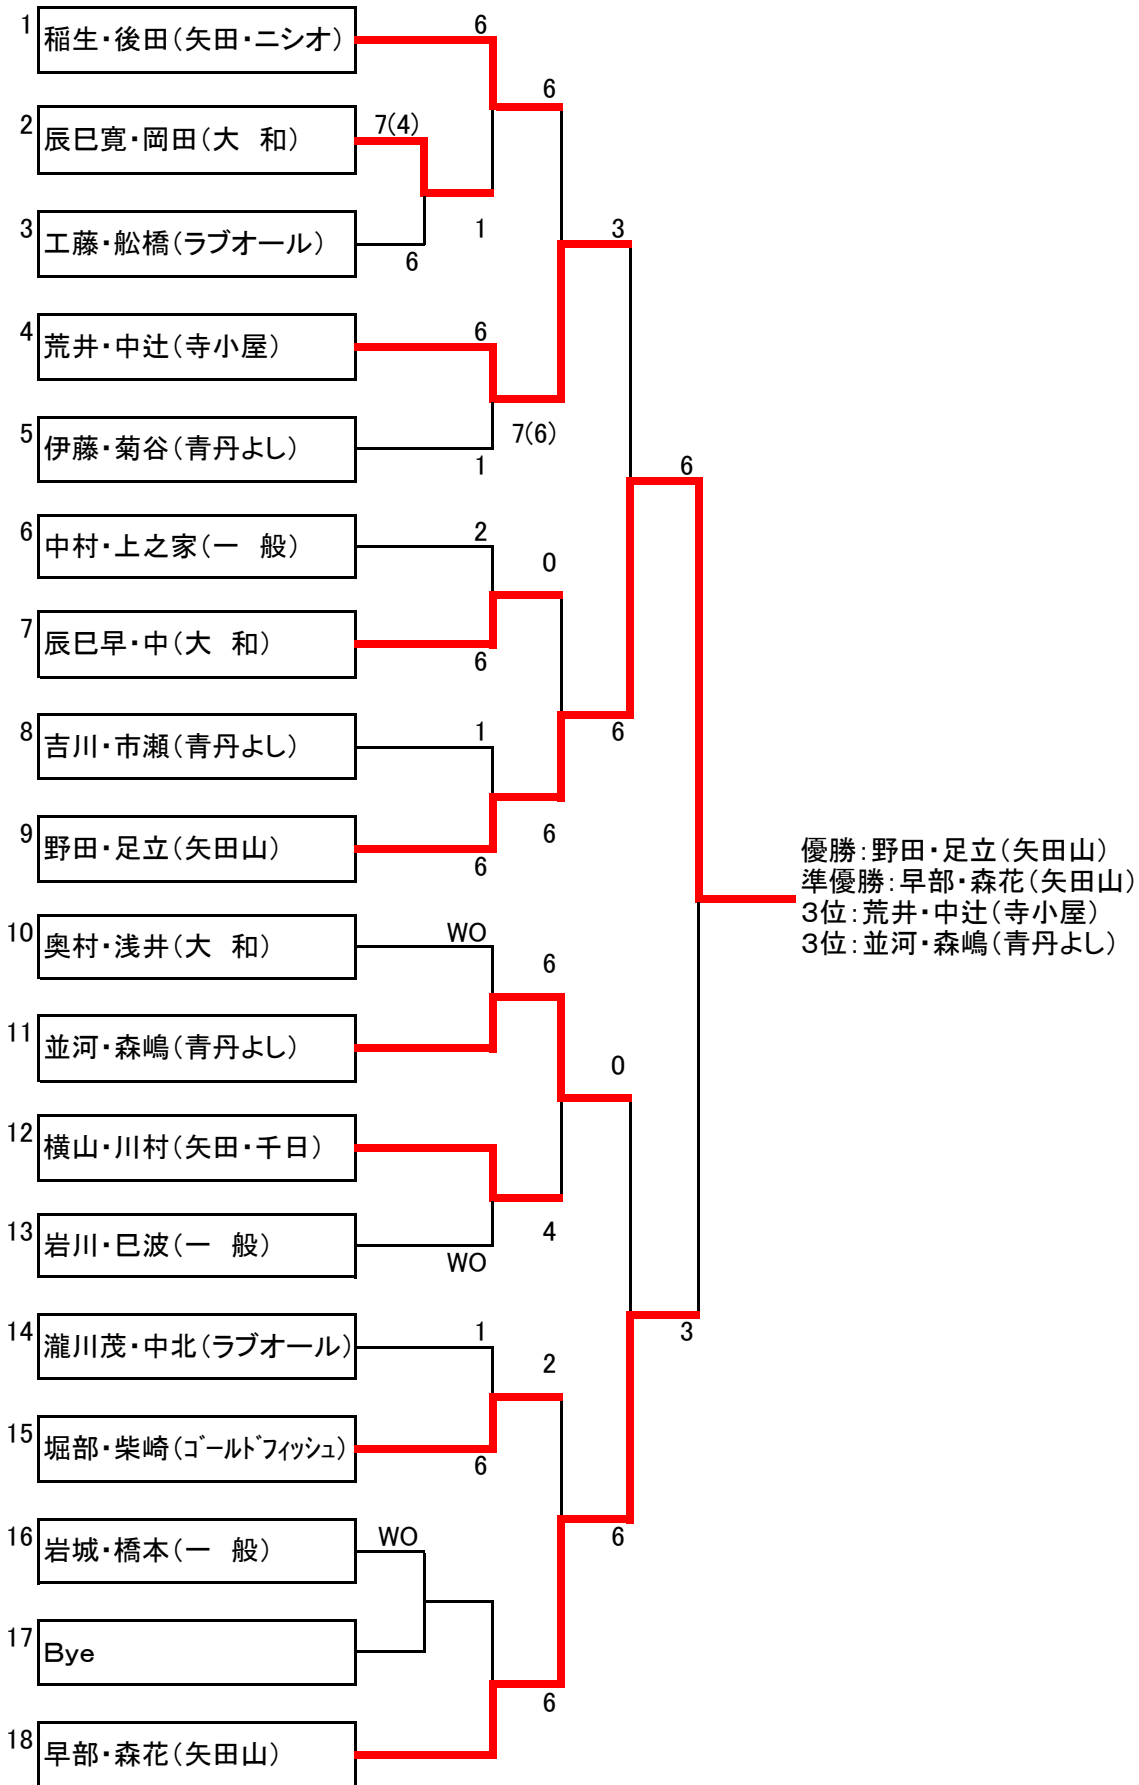 1 稲生・後田（矢田・ニシオ）
6
6
2 辰巳寛・岡田（大　和）
7(4)
3 工藤・舩橋（ラブオール）
1
3
6
4 荒井・中辻（寺小屋）
6
5 伊藤・菊谷（青丹よし）
7(6)
1
6
6 中村・上之家（一　般）
2
0
7 辰巳早・中（大　和）
6
8 吉川・市瀬（青丹よし）
1
6
9 野田・足立（矢田山）
6
6
優勝：野田・足立（矢田山）
準優勝：早部・森花（矢田山）
3位：荒井・中辻（寺小屋）
3位：並河・森嶋（青丹よし）
10 奥村・浅井（大　和）
WO
6
11 並河・森嶋（青丹よし）
0
12 横山・川村（矢田・千日）
13 岩川・巳波（一　般）
4
WO
14 瀧川茂・中北（ラブオール）
1
3
2
15 堀部・柴崎（ｺﾞｰﾙﾄﾞﾌｨｯｼｭ）
6
16 岩城・橋本（一　般）
WO
6
17 Bye
6
18 早部・森花（矢田山）